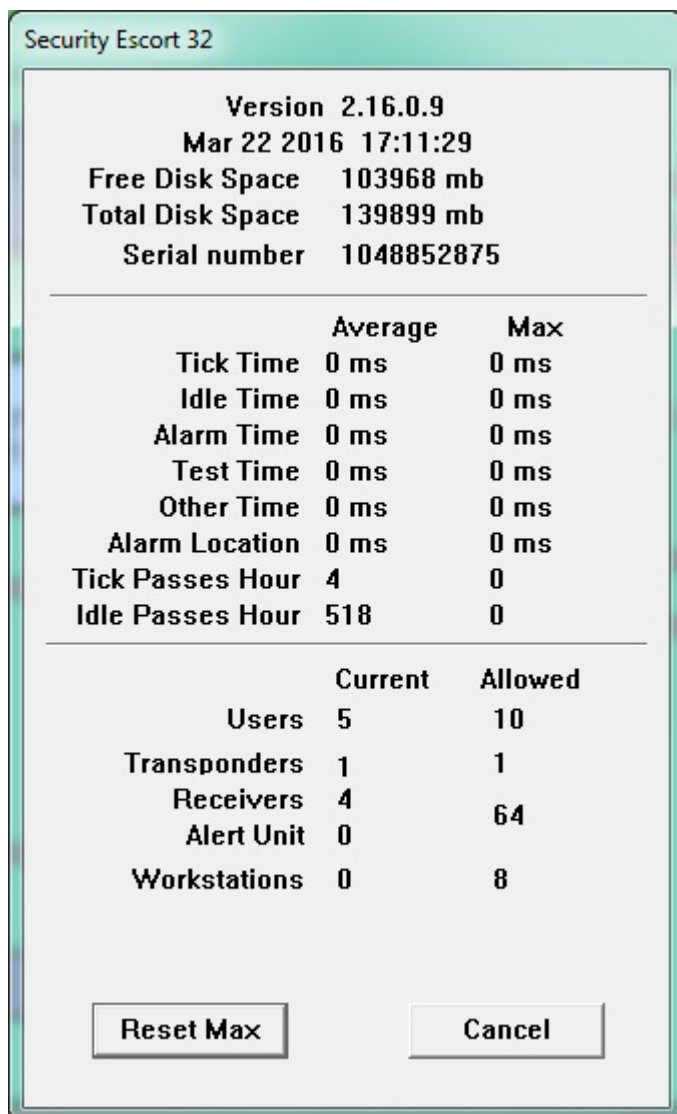 Security Escort 32
Version 2.16.0.9
Mar 22 2016 17:11:29
Free Disk Space 103968 mb
Total Disk Space 139899 mb
Serial number 1048852875
Average Max
Tick Time 0 ms 0 ms
Idle Time 0 ms 0 ms
Alarm Time 0 ms 0 ms
Test Time 0 ms 0 ms
Other Time 0 ms 0 ms
Alarm Location 0 ms 0 ms
Tick Passes Hour 4 0
Idle Passes Hour 518 0
Current Allowed
Users 5 10
Transponders 1 1
Receivers 4 64
Alert Unit 0
Workstations 0 8
Reset Max Cancel